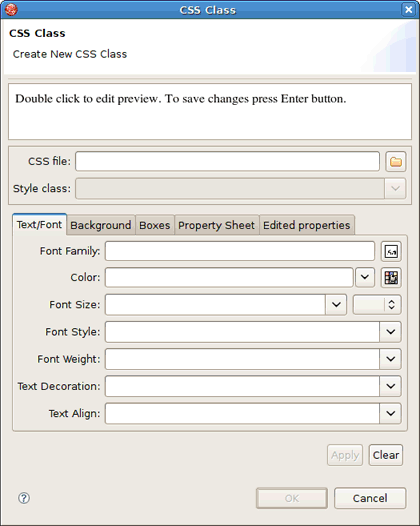 CSS Class
CSS Class
Create New CSS Class
Double click to edit preview. To save changes press Enter button.
CSS file:
Style class:
Text/Font Background Boxes Property Sheet Edited properties
Font Family:
Color:
Font Size:
Font Style:
Font Weight:
Text Decoration:
Text Align:
Apply Clear
? OK Cancel